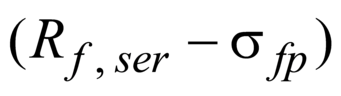 (R_{f, ser} − σ_{fp})